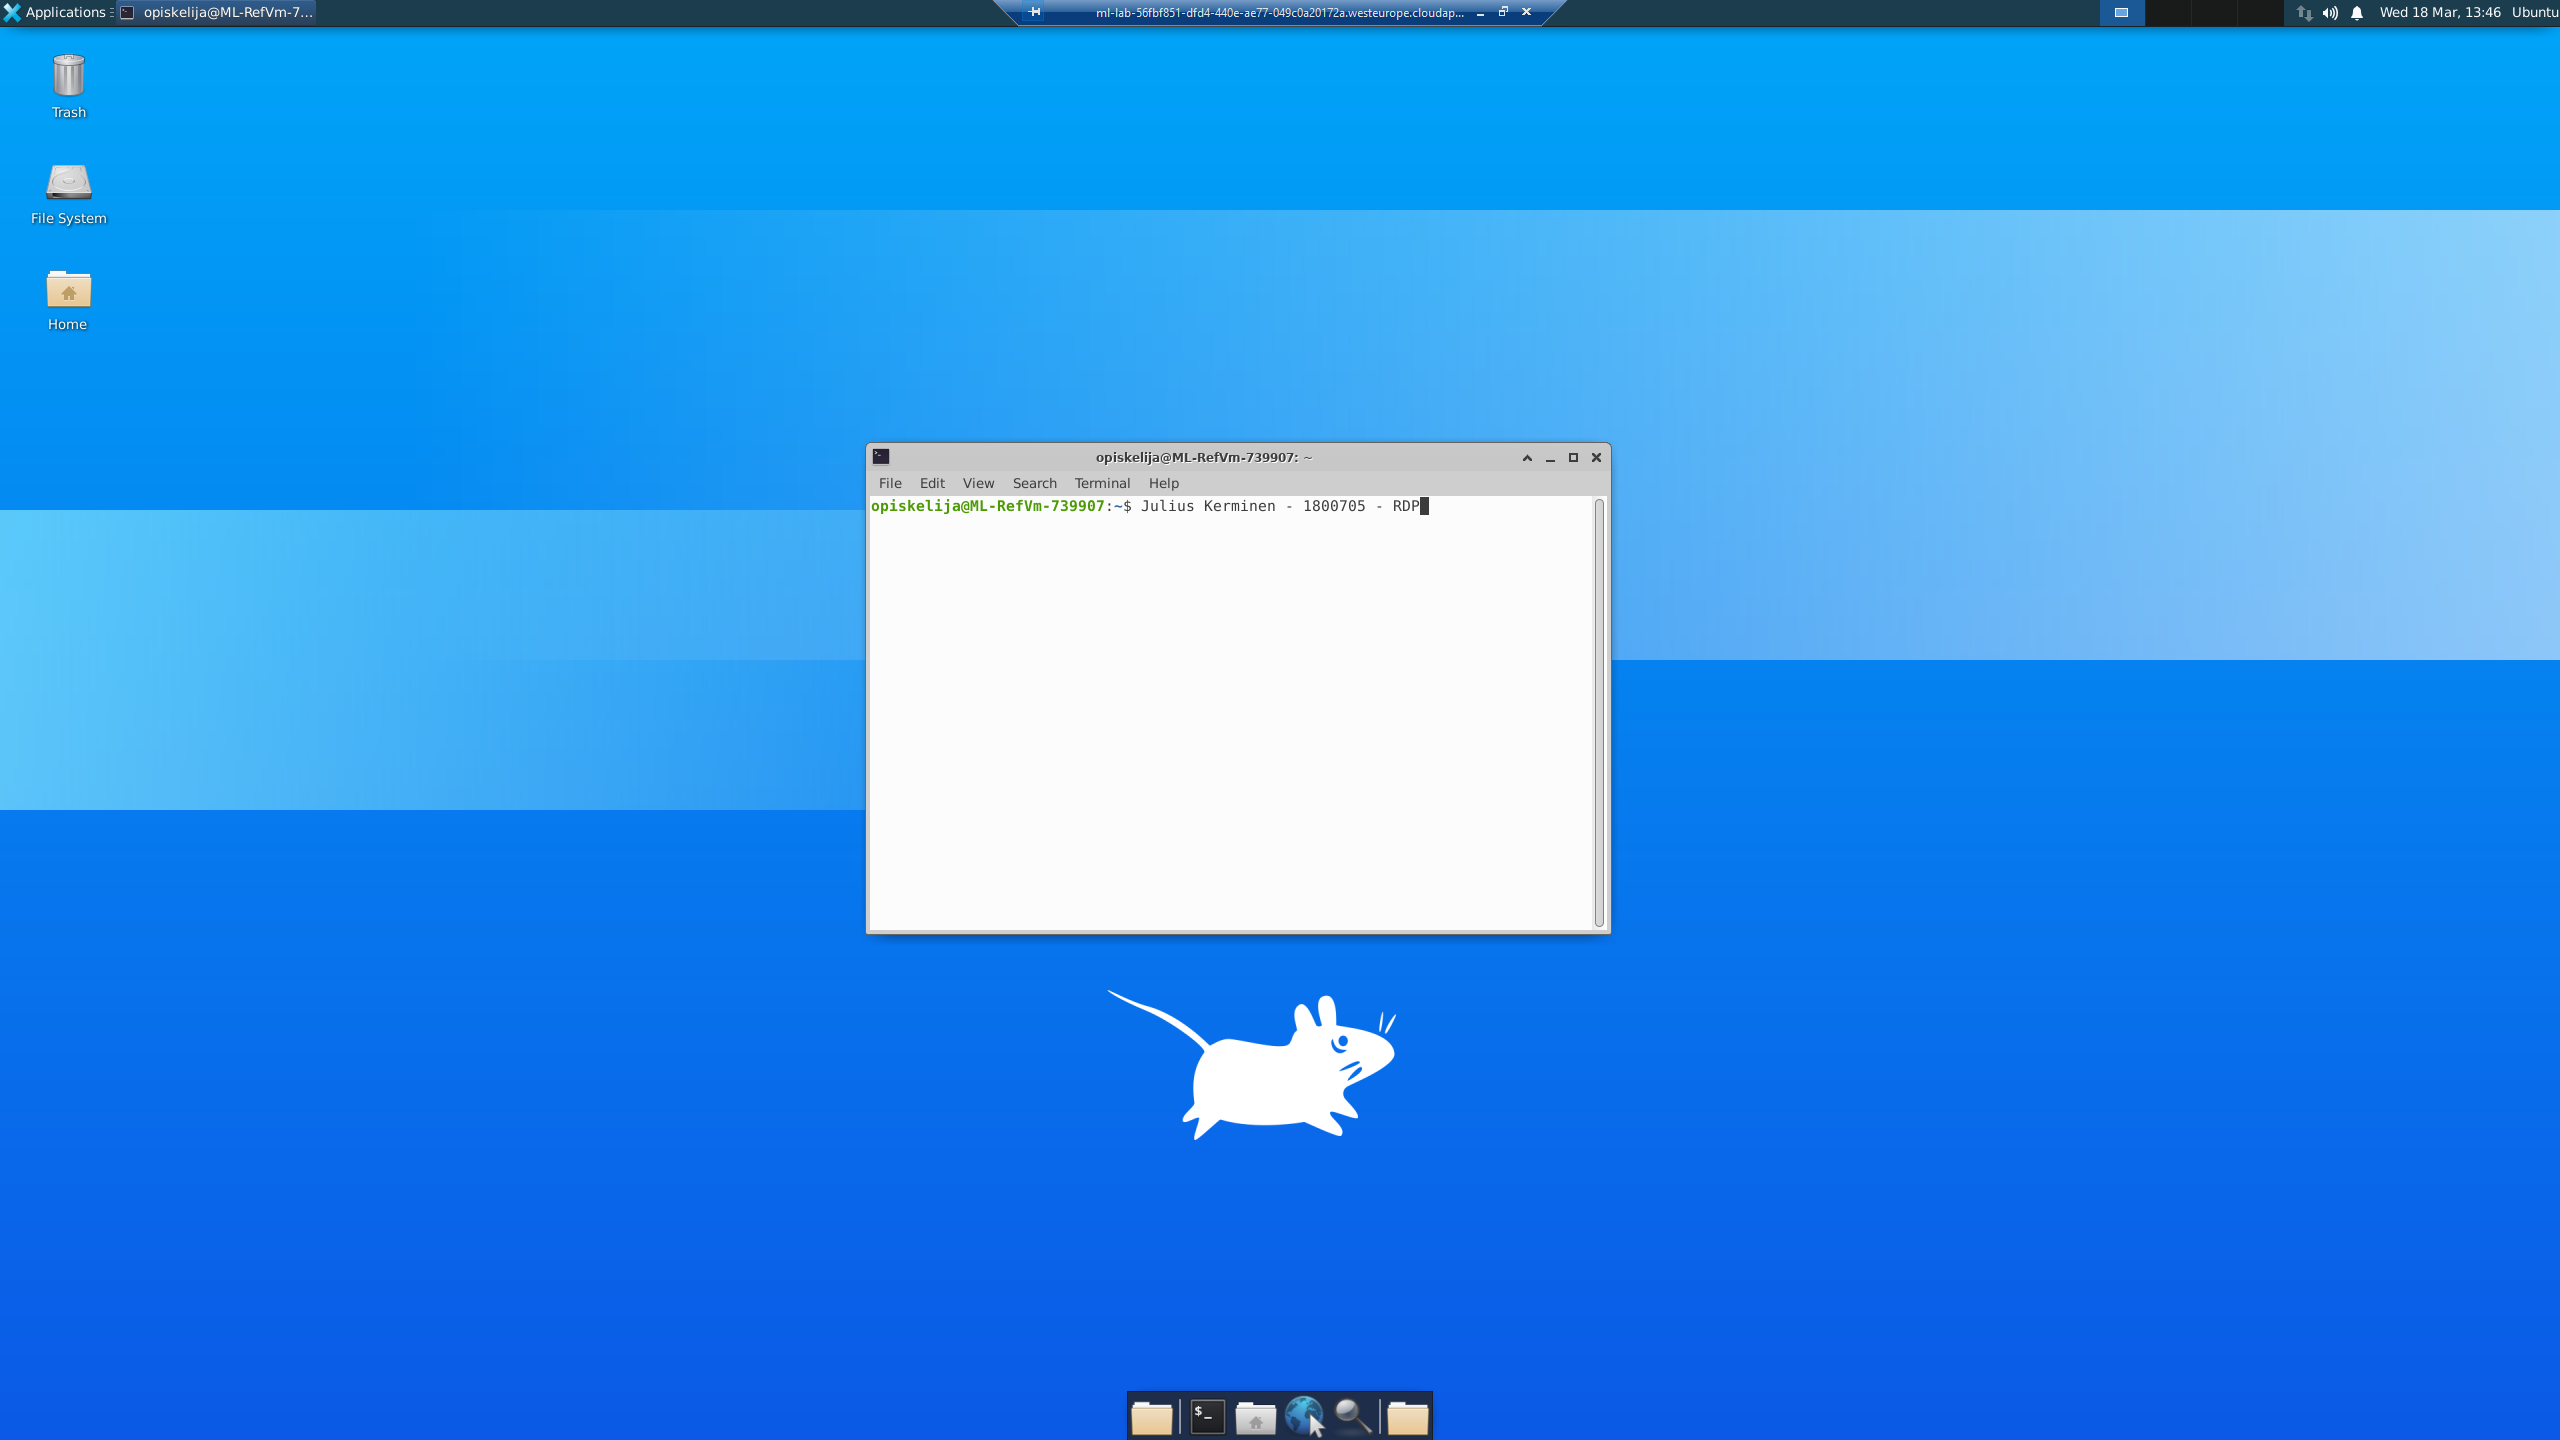 Applications
opiskelija@ML-RefVm-7...
ml-lab-56fbf851-dfd4-440e-ae77-049c0a20172a.westeurope.cloudap...
Wed 18 Mar, 13:46
Ubuntu
Trash
File System
Home
opiskelija@ML-RefVm-739907: ~
File Edit View Search Terminal Help
opiskelija@ML-RefVm-739907:~$ Julius Kerminen - 1800705 - RDP
$_